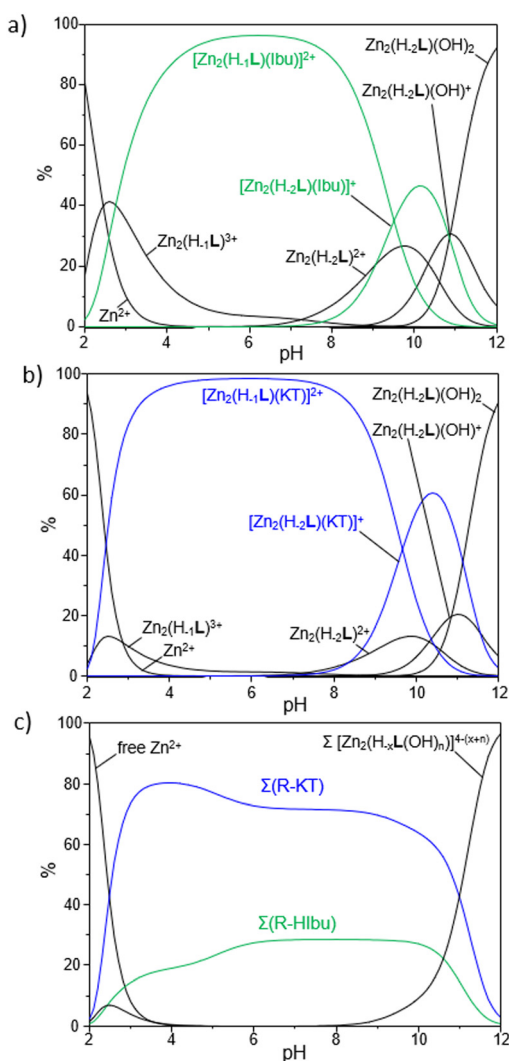 a)
100
80
60
40
20
0
%
[Zn₂(H₋₁L)(Ibu)]²⁺
Zn₂(H₋₂L)(OH)₂
Zn₂(H₋₂L)(OH)⁺
[Zn₂(H₋₂L)(Ibu)]⁺
Zn₂(H₋₁L)³⁺
Zn₂(H₋₂L)²⁺
Zn²⁺
2 4 6 8 10 12
pH
b)
100
80
60
40
20
0
%
[Zn₂(H₋₁L)(KT)]²⁺
Zn₂(H₋₂L)(OH)₂
Zn₂(H₋₂L)(OH)⁺
[Zn₂(H₋₂L)(KT)]⁺
Zn₂(H₋₁L)³⁺
Zn₂(H₋₂L)²⁺
Zn²⁺
2 4 6 8 10 12
pH
c)
100
80
60
40
20
0
%
free Zn²⁺
Σ [Zn₂(H₋ₓL(OH)ₙ)]⁴⁻⁽ˣ⁺ⁿ⁾
Σ(R-KT)
Σ(R-HIbu)
2 4 6 8 10 12
pH